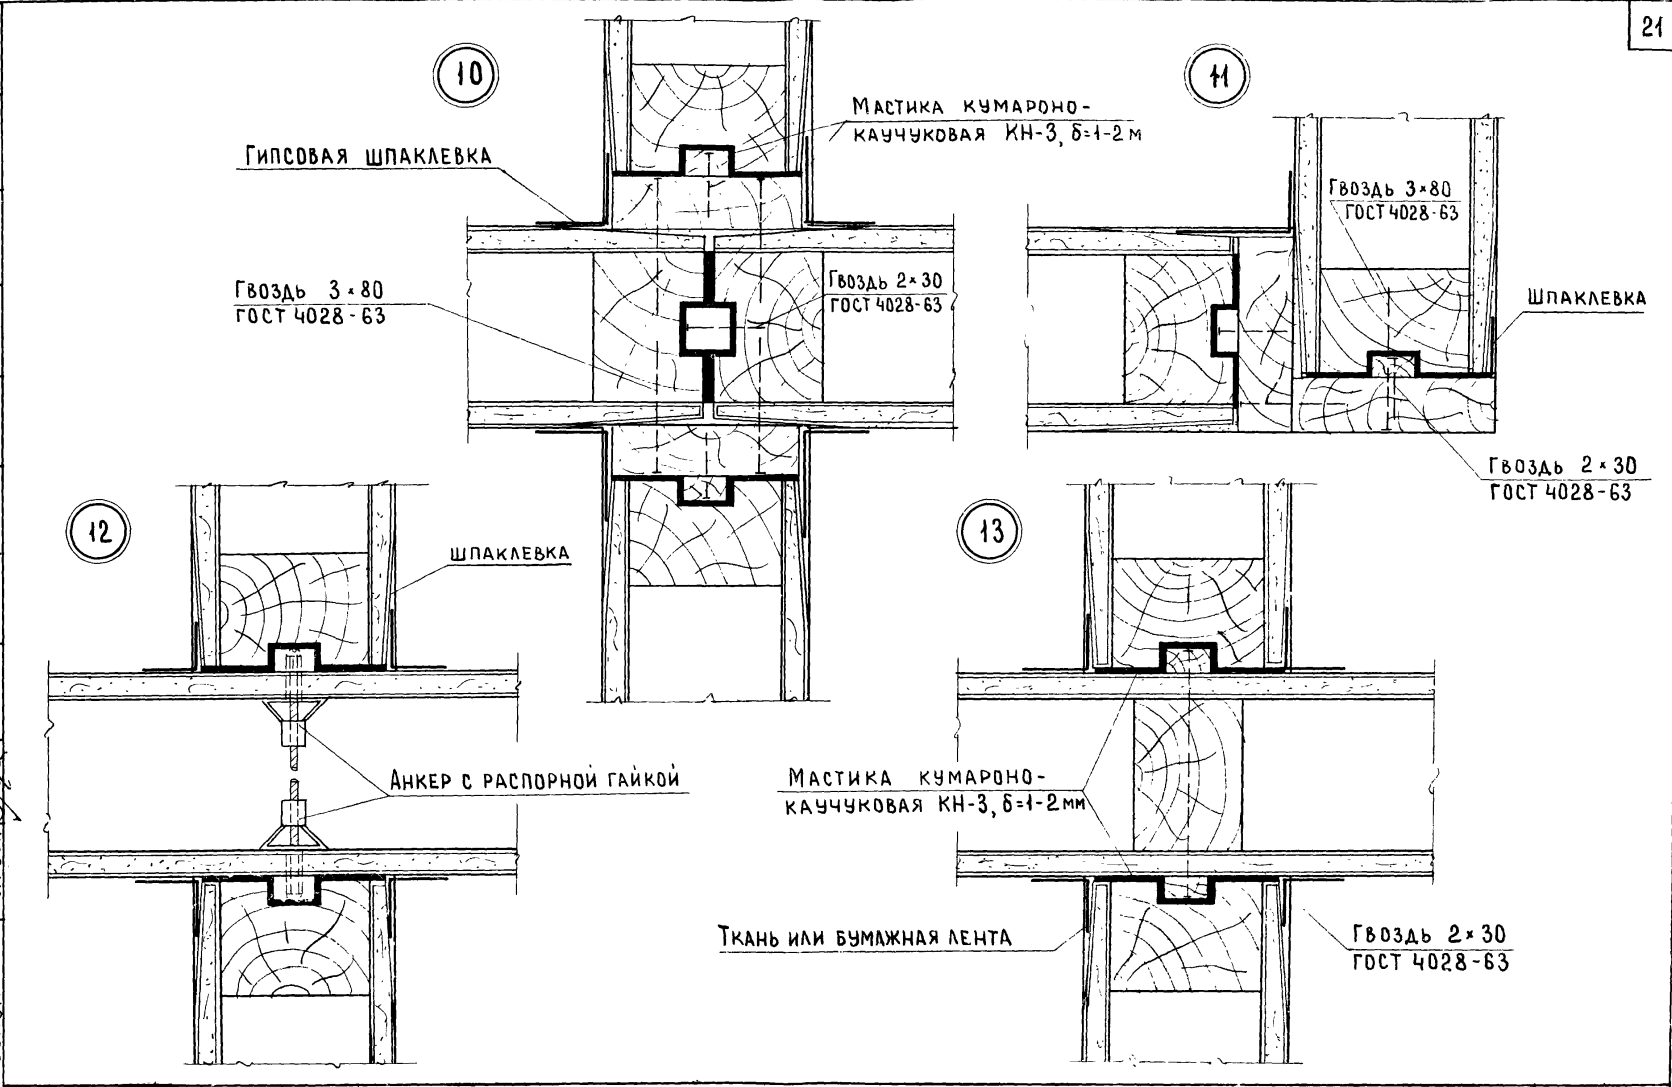 21
10
Мастика кумароно-
каучуковая КН-3, δ=1-2 м
Гипсовая шпаклевка
Гвоздь 3×80
ГОСТ 4028-63
Гвоздь 2×30
ГОСТ 4028-63
11
Гвоздь 3×80
ГОСТ 4028-63
Шпаклевка
Гвоздь 2×30
ГОСТ 4028-63
12
шпаклевка
Анкер с распорной гайкой
13
Мастика кумароно-
каучуковая КН-3, δ=1-2 мм
Ткань или бумажная лента
Гвоздь 2×30
ГОСТ 4028-63